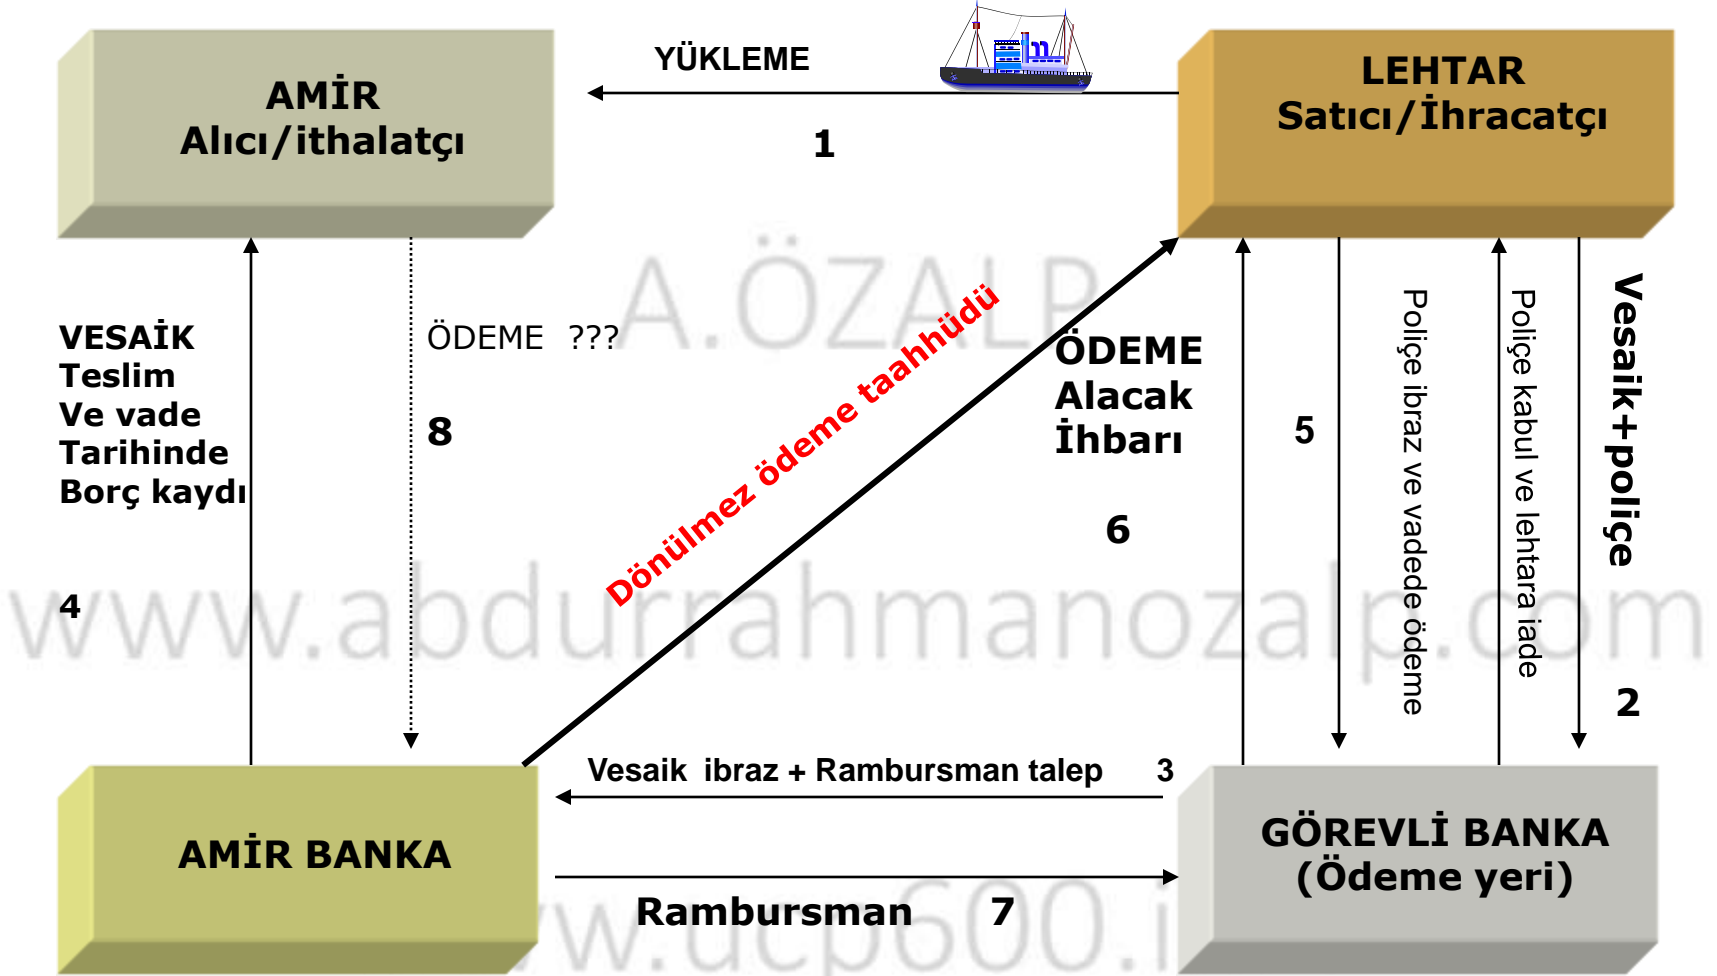 YÜKLEME
AMİR
Alıcı/ithalatçı
LEHTAR
Satıcı/İhracatçı
1
A.ÖZALP
VESAİK
Teslim
Ve vade
Tarihinde
Borç kaydı
4
ÖDEME ???
8
Dönülmez ödeme taahhüdü
ÖDEME
Alacak
İhbarı
6
5
Poliçe ibraz ve vadede ödeme
Poliçe kabul ve lehtara iade
Vesaik+poliçe
2
www.abdurrahmanozalp.com
Vesaik ibraz + Rambursman talep 3
AMİR BANKA
GÖREVLİ BANKA
(Ödeme yeri)
Rambursman 7
w.ucp600.i